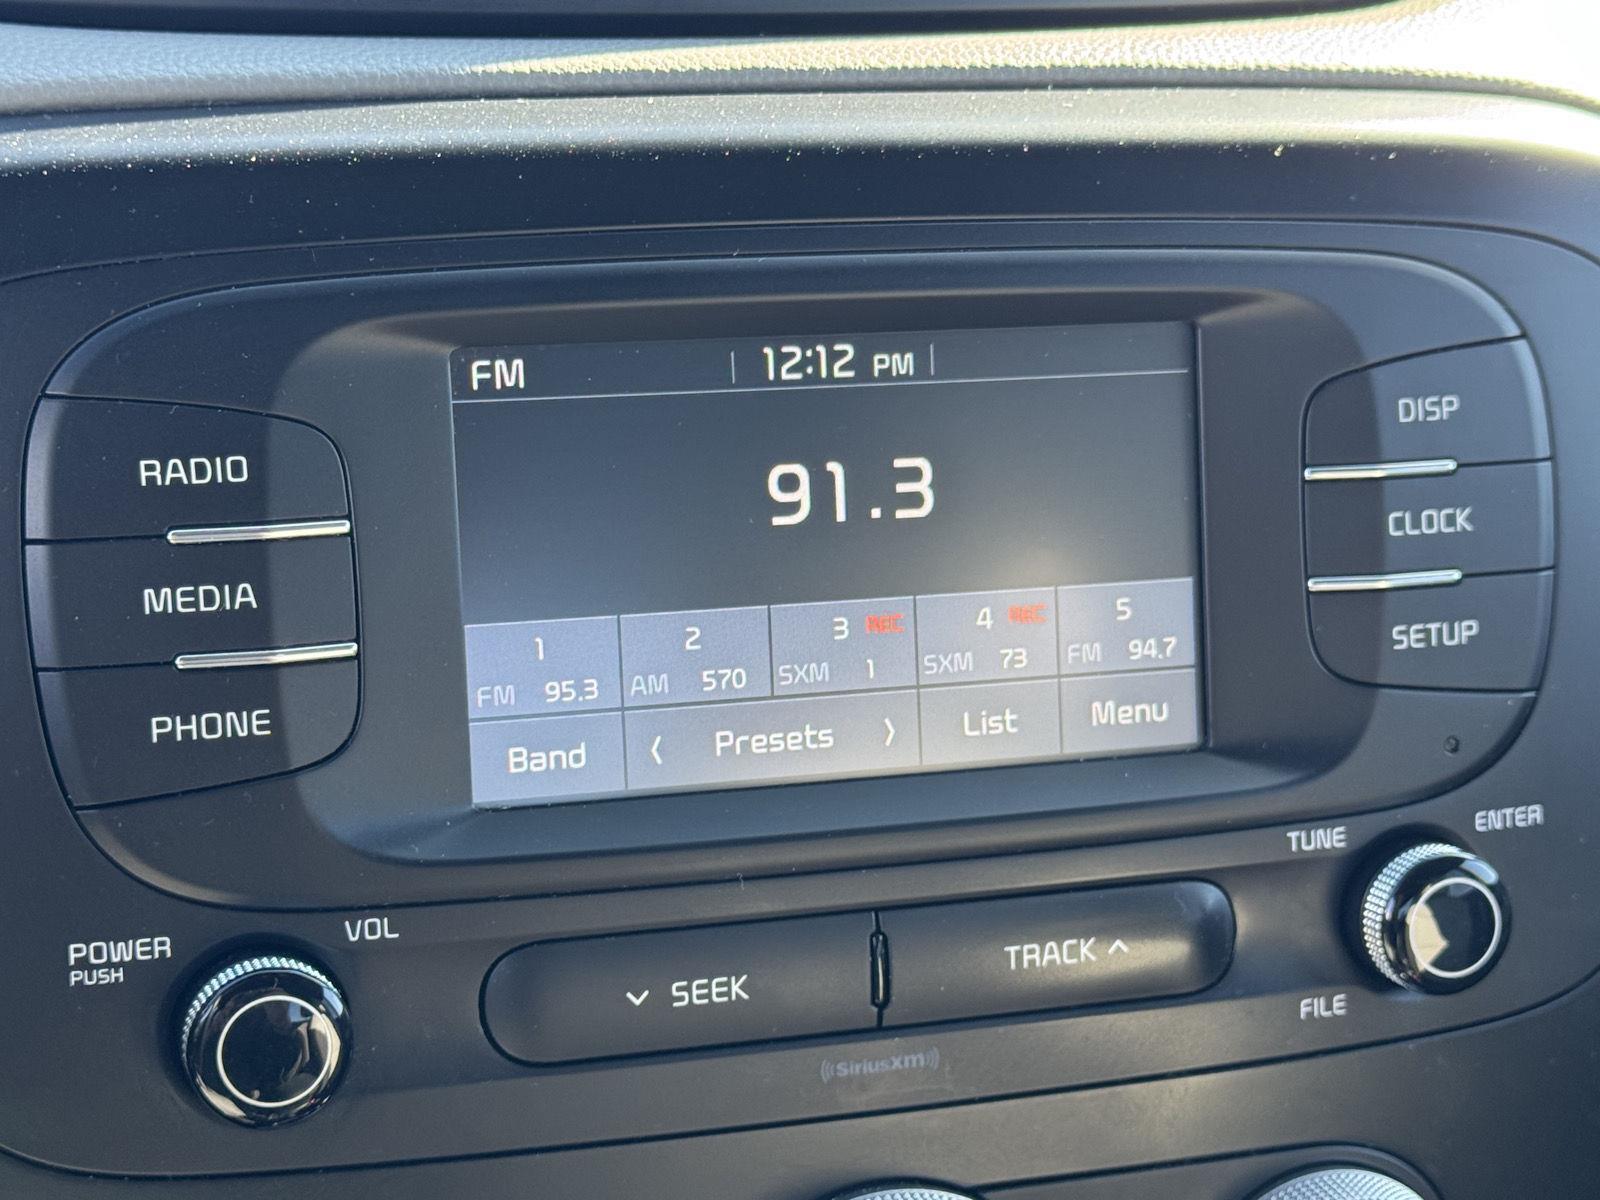 FM 12:12 PM
91.3
1 2 3 REC 4 REC 5
FM 95.3 AM 570 SXM 1 SXM 73 FM 94.7
Band ⟨ Presets ⟩ List Menu
RADIO
MEDIA
PHONE
DISP
CLOCK
SETUP
POWER
PUSH
VOL
SEEK
TRACK
TUNE
ENTER
FILE
((SiriusXM))